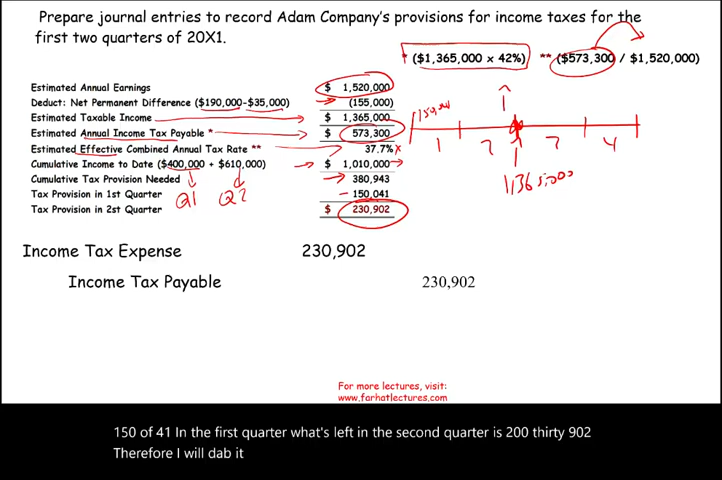 Prepare journal entries to record Adam Company's provisions for income taxes for the
first two quarters of 20X1.
* ($1,365,000 x 42%) ** ($573,300 / $1,520,000)
Estimated Annual Earnings $ 1,520,000
Deduct: Net Permanent Difference ($190,000-$35,000) (155,000)
Estimated Taxable Income $ 1,365,000
Estimated Annual Income Tax Payable * $ 573,300
Estimated Effective Combined Annual Tax Rate ** 37.7% x
Cumulative Income to Date ($400,000 + $610,000) $ 1,010,000
Cumulative Tax Provision Needed 380,943
Tax Provision in 1st Quarter - 150,041
Tax Provision in 2st Quarter $ 230,902
Q1 Q2
1 2 3 4
1,365,000
Income Tax Expense 230,902
Income Tax Payable 230,902
For more lectures, visit:
www.farhatlectures.com
150 of 41 In the first quarter what's left in the second quarter is 200 thirty 902
Therefore I will dab it